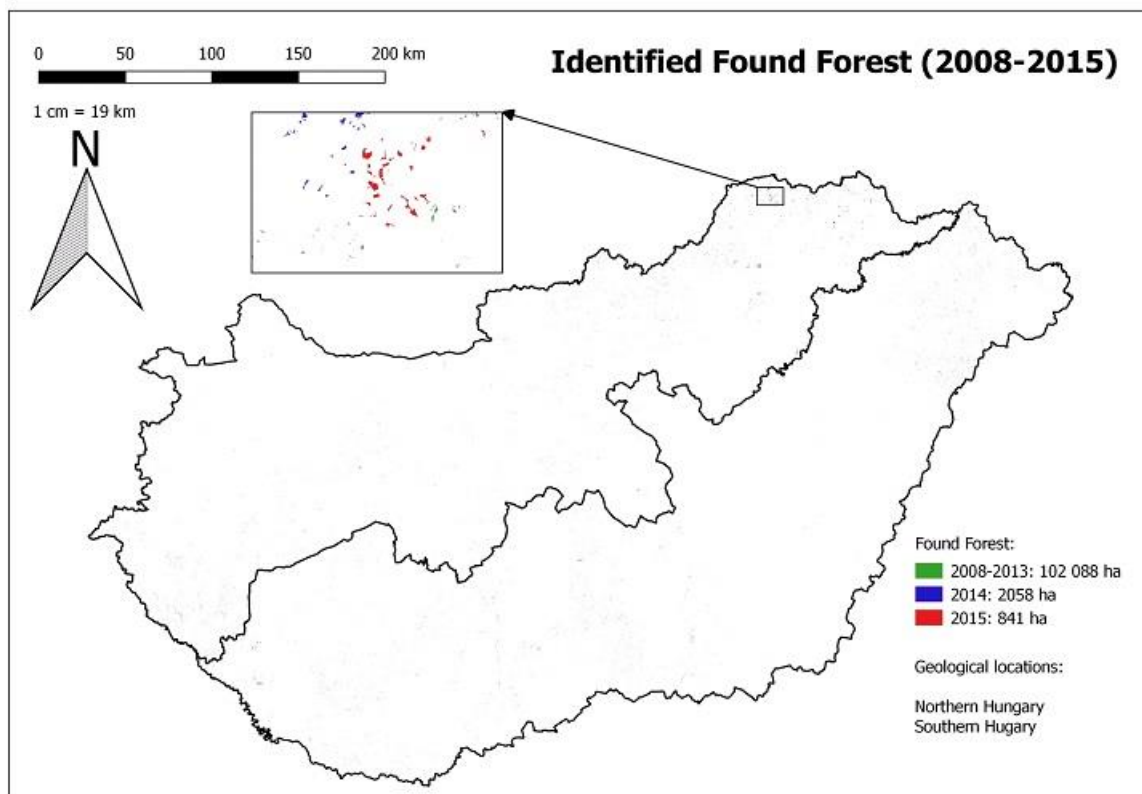 0 50 100 150 200 km
Identified Found Forest (2008-2015)
1 cm = 19 km
N
Found Forest:
2008-2013: 102 088 ha
2014: 2058 ha
2015: 841 ha
Geological locations:
Northern Hungary
Southern Hugary